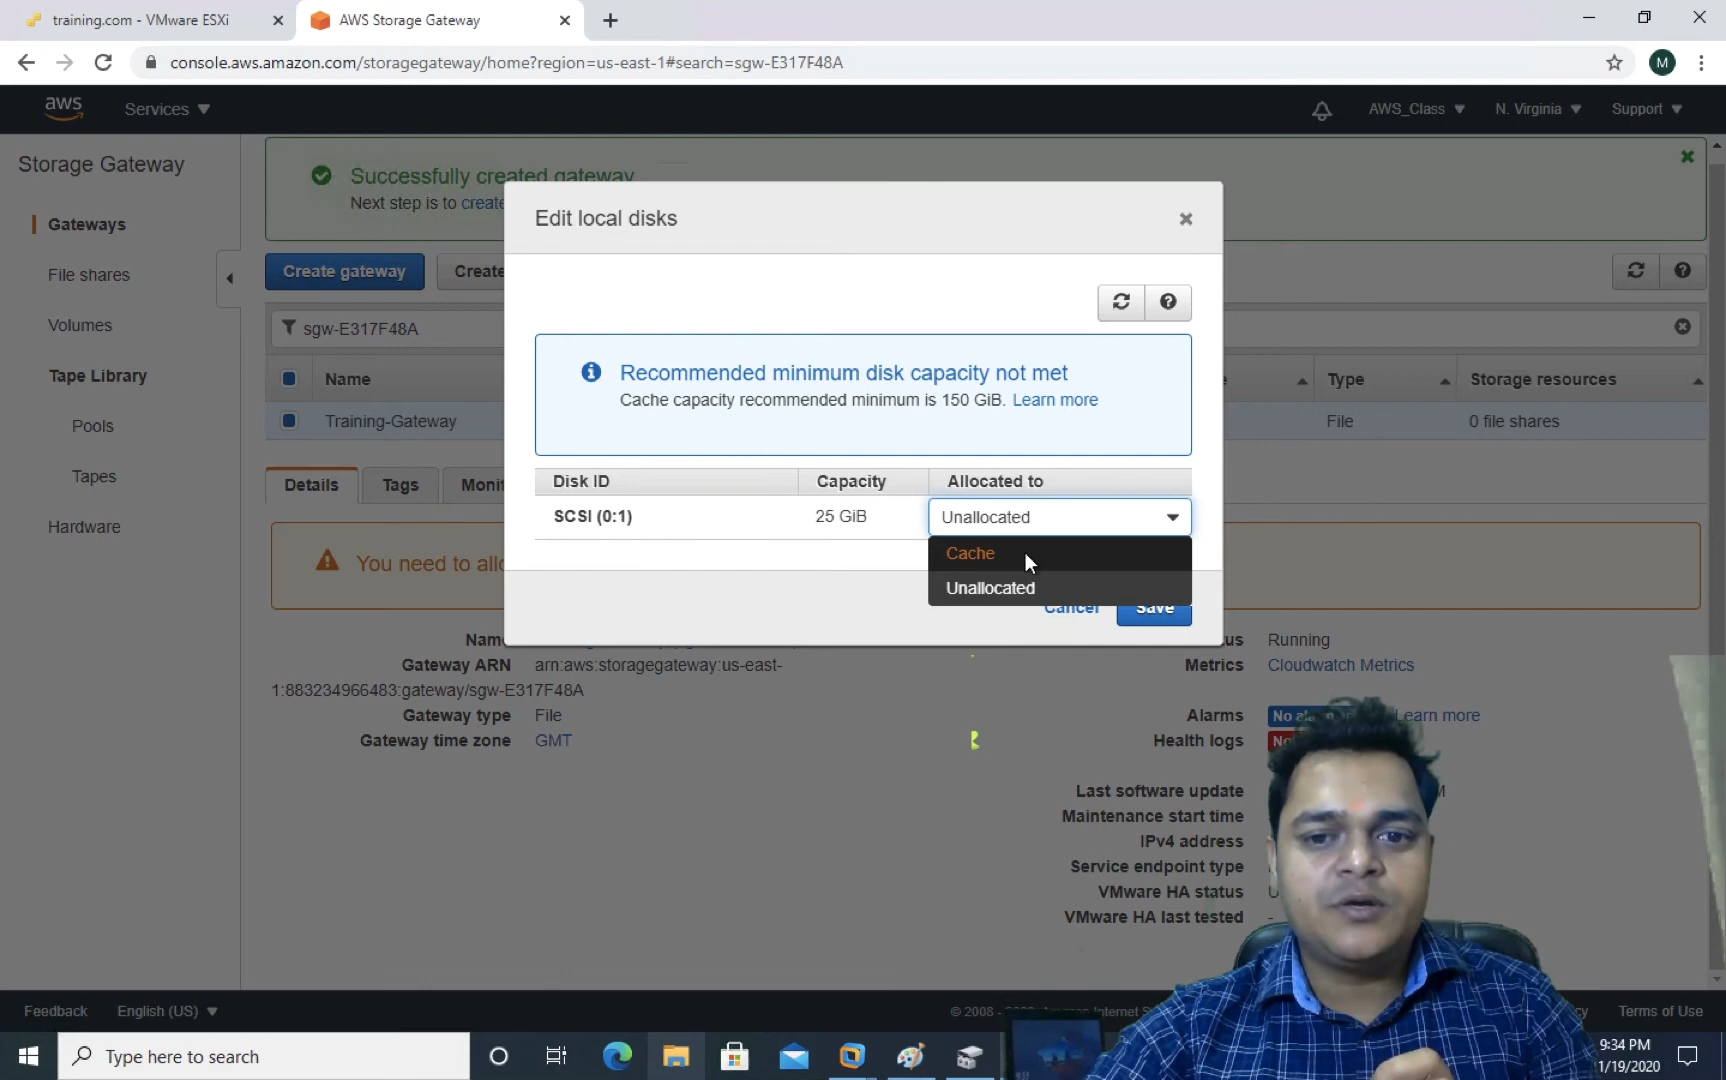 training.com - VMware ESXi
AWS Storage Gateway
console.aws.amazon.com/storagegateway/home?region=us-east-1#search=sgw-E317F48A
M
aws
Services
AWS_Class
N. Virginia
Support
Storage Gateway
Gateways
File shares
Volumes
Tape Library
Pools
Tapes
Hardware
Successfully created gateway
Next step is to create
Create gateway
Create
sgw-E317F48A
Name
Type
Storage resources
Training-Gateway
File
0 file shares
Details
Tags
Monit
You need to allo
Edit local disks
Recommended minimum disk capacity not met
Cache capacity recommended minimum is 150 GiB. Learn more
Disk ID
Capacity
Allocated to
SCSI (0:1)
25 GiB
Unallocated
Cache
Unallocated
Cancel
Save
Name
Gateway ARN
arn:aws:storagegateway:us-east-
1:883234966483:gateway/sgw-E317F48A
Gateway type
File
Gateway time zone
GMT
Running
Metrics
Cloudwatch Metrics
Alarms
Learn more
Health logs
Last software update
Maintenance start time
IPv4 address
Service endpoint type
VMware HA status
VMware HA last tested
-
Feedback
English (US)
© 2008 -
Terms of Use
Type here to search
9:34 PM
1/19/2020